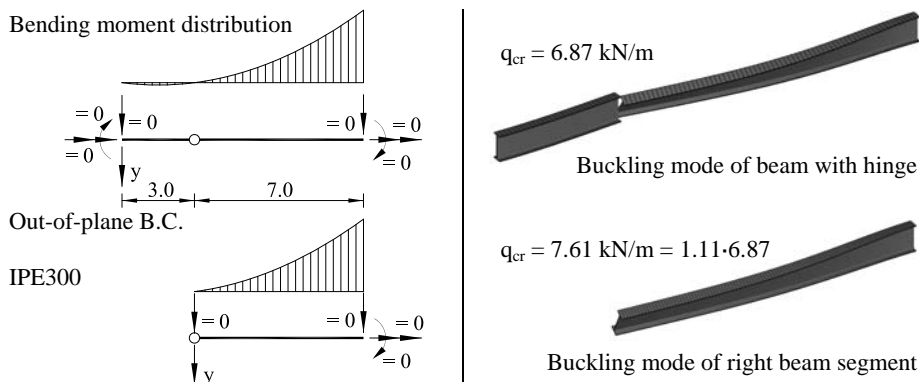 Bending moment distribution
= 0
= 0
= 0
= 0
= 0
= 0
= 0
y
3.0
7.0
Out-of-plane B.C.
IPE300
= 0
= 0
= 0
= 0
y
q_cr = 6.87 kN/m
Buckling mode of beam with hinge
q_cr = 7.61 kN/m = 1.11·6.87
Buckling mode of right beam segment